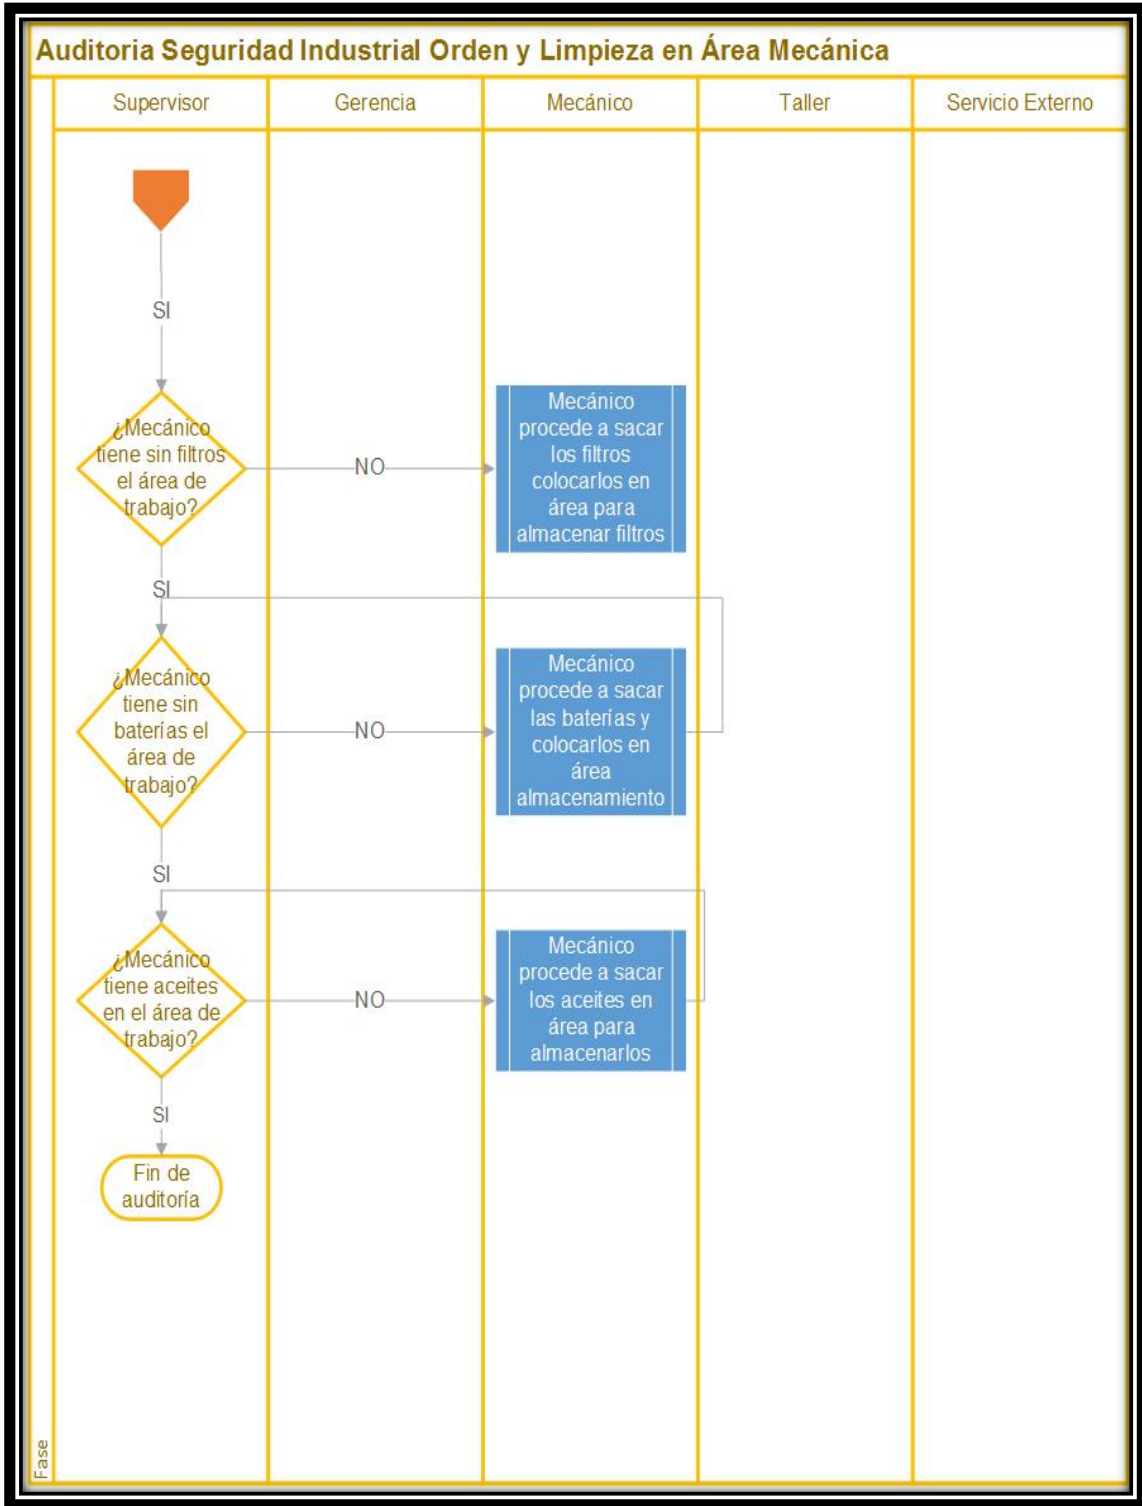 Auditoria Seguridad Industrial Orden y Limpieza en Área Mecánica
Supervisor
Gerencia
Mecánico
Taller
Servicio Externo
SI
¿Mecánico
tiene sin filtros
el área de
trabajo?
NO
Mecánico
procede a sacar
los filtros
colocarlos en
área para
almacenar filtros
SI
¿Mecánico
tiene sin
baterías el
área de
trabajo?
NO
Mecánico
procede a sacar
las baterías y
colocarlos en
área
almacenamiento
SI
¿Mecánico
tiene aceites
en el área de
trabajo?
NO
Mecánico
procede a sacar
los aceites en
área para
almacenarlos
SI
Fin de
auditoría
Fase